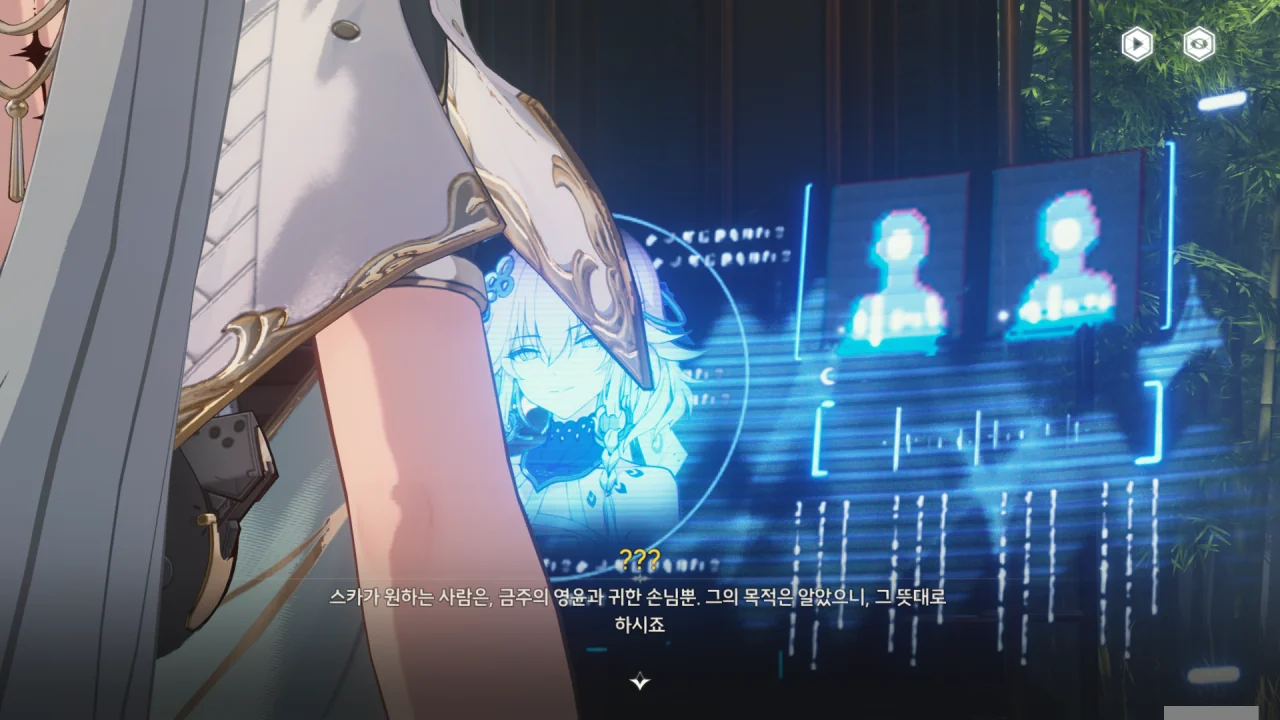 ???
스카가 원하는 사람은, 금주의 영윤과 귀한 손님뿐. 그의 목적은 알았으니, 그 뜻대로
하시죠